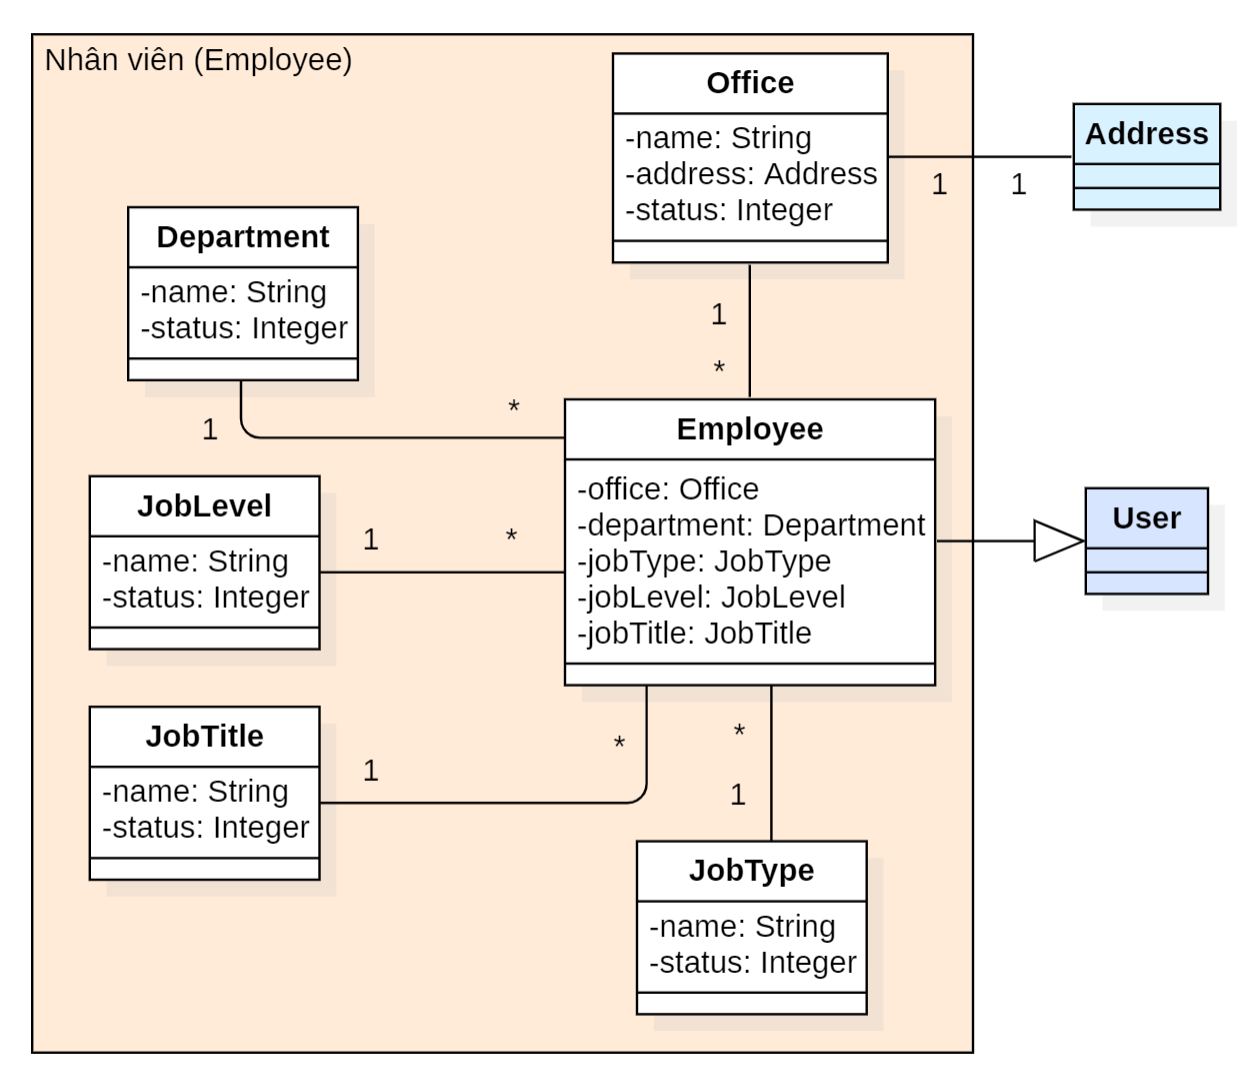 Nhân viên (Employee)
Office
-name: String
-address: Address
-status: Integer
1
1
Address
Department
-name: String
-status: Integer
1
*
1
*
Employee
-office: Office
-department: Department
-jobType: JobType
-jobLevel: JobLevel
-jobTitle: JobTitle
User
JobLevel
-name: String
-status: Integer
1
*
JobTitle
-name: String
-status: Integer
1
*
*
1
JobType
-name: String
-status: Integer